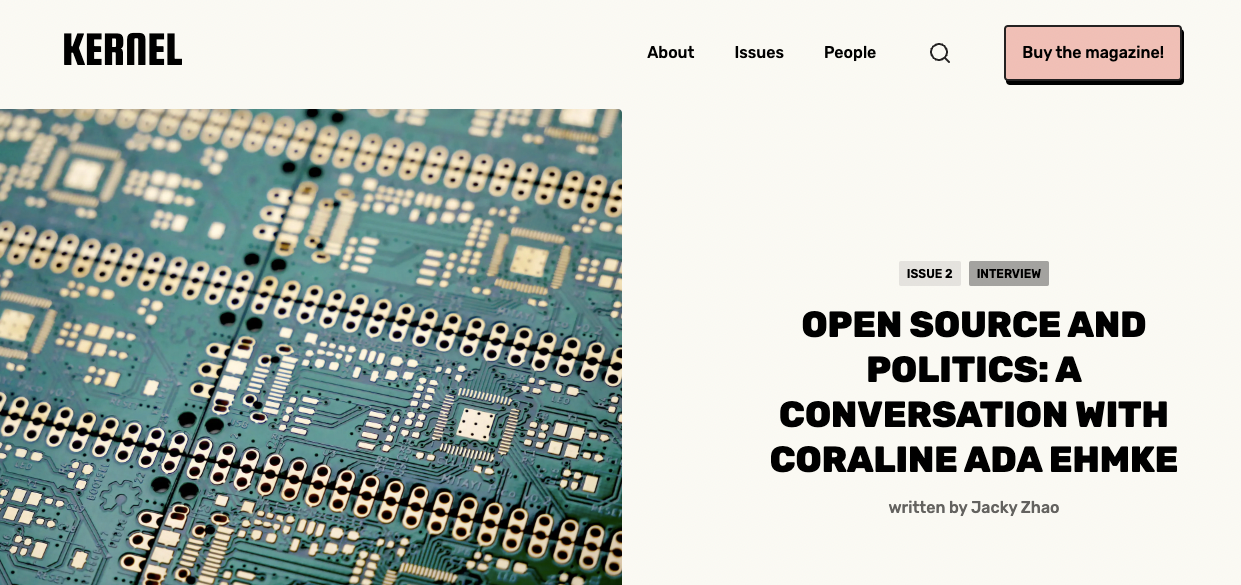 KERNEL
About Issues People Buy the magazine!
ISSUE 2 INTERVIEW
OPEN SOURCE AND
POLITICS: A
CONVERSATION WITH
CORALINE ADA EHMKE
written by Jacky Zhao